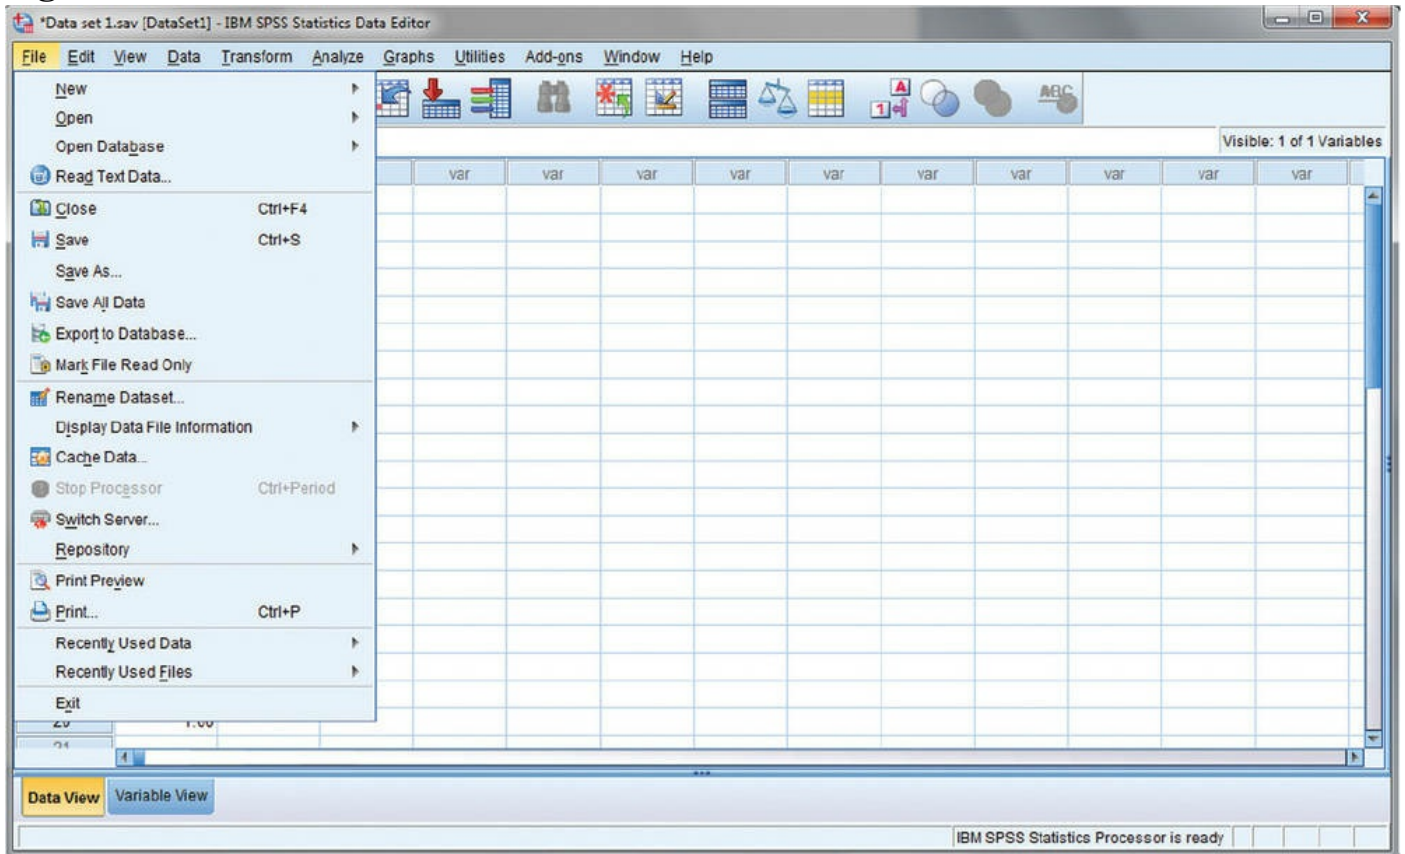 *Data set 1.sav [DataSet1] - IBM SPSS Statistics Data Editor
File Edit View Data Transform Analyze Graphs Utilities Add-ons Window Help
New
Open
Open Database
Read Text Data...
Close Ctrl+F4
Save Ctrl+S
Save As...
Save All Data
Export to Database...
Mark File Read Only
Rename Dataset...
Display Data File Information
Cache Data...
Stop Processor Ctrl+Period
Switch Server...
Repository
Print Preview
Print... Ctrl+P
Recently Used Data
Recently Used Files
Exit
A
1
ABC
Visible: 1 of 1 Variables
var var var var var var var var var var
Data View Variable View
IBM SPSS Statistics Processor is ready